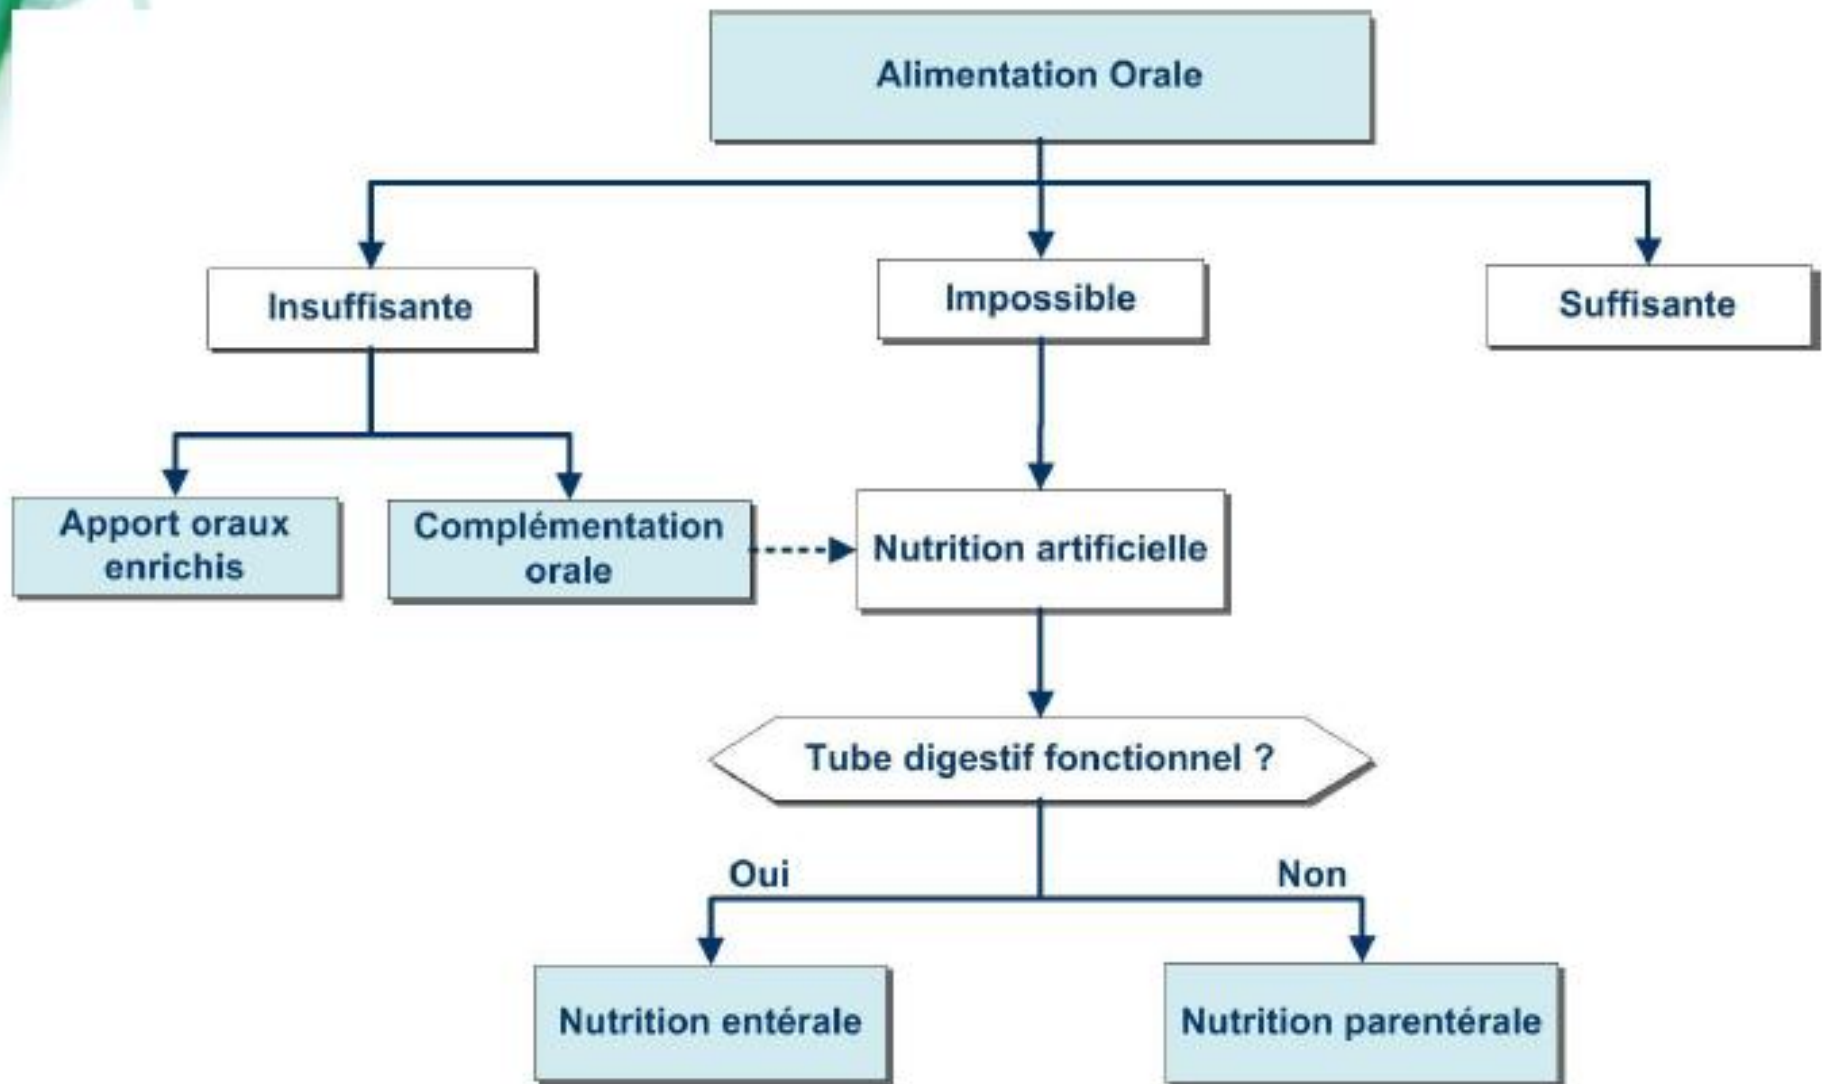 Alimentation Orale
Insuffisante
Impossible
Suffisante
Apport oraux
enrichis
Complémentation
orale
Nutrition artificielle
Tube digestif fonctionnel ?
Oui
Non
Nutrition entérale
Nutrition parentérale